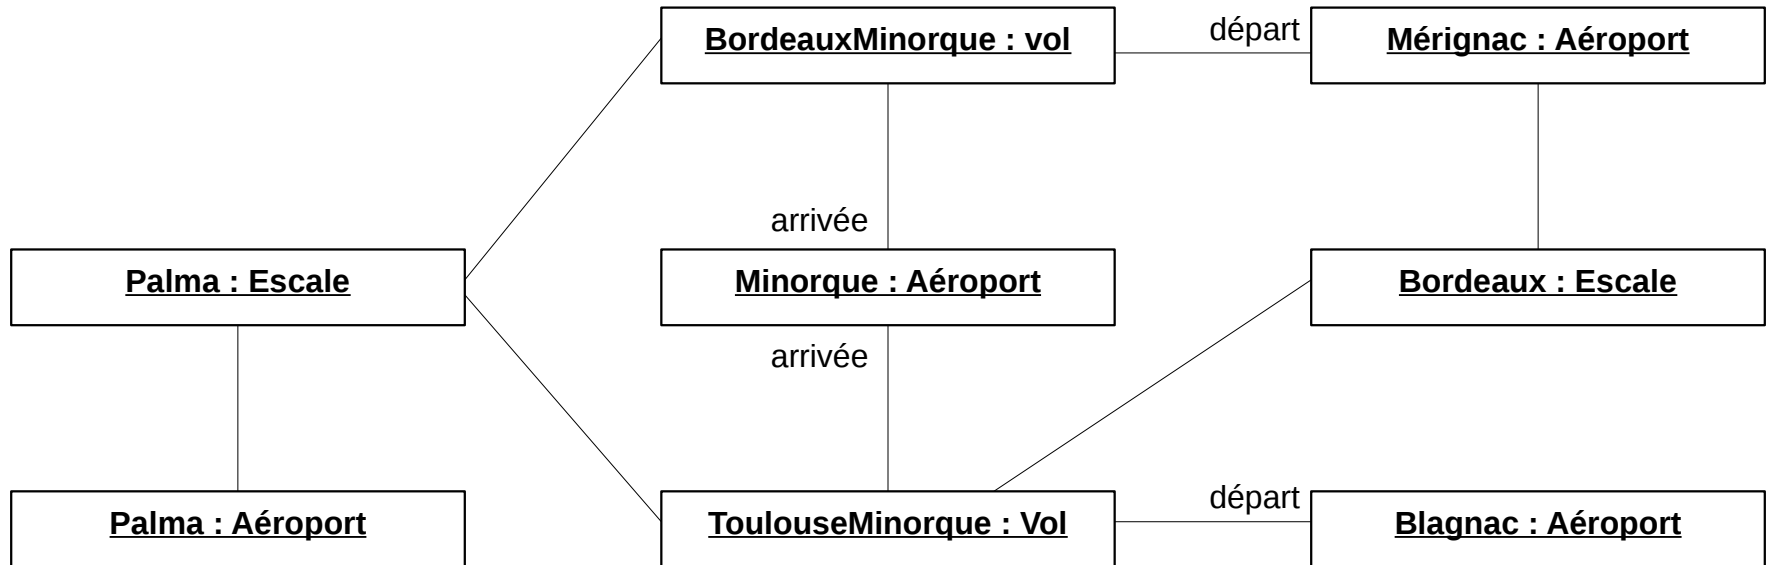 BordeauxMinorque : vol
départ
Mérignac : Aéroport
arrivée
Palma : Escale
Minorque : Aéroport
Bordeaux : Escale
arrivée
départ
Palma : Aéroport
ToulouseMinorque : Vol
Blagnac : Aéroport